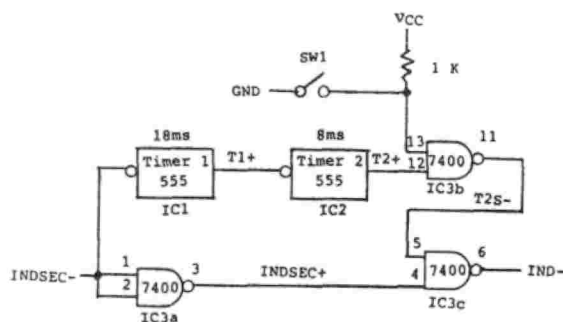 VCC
SW1
1 K
GND
18ms
8ms
13
11
Timer 1
T1+
Timer 2
T2+
12
7400
555
555
IC3b
IC1
IC2
T2S-
5
6
INDSEC-
1
3
INDSEC+
4
7400
IND-
2
7400
IC3c
IC3a